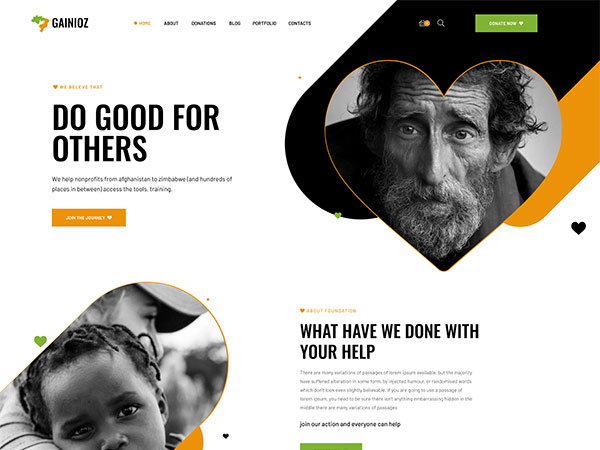 GAINIOZ
HOME ABOUT DONATIONS BLOG PORTFOLIO CONTACTS
DONATE NOW
WE BELEVE THAT
DO GOOD FOR
OTHERS
We help nonprofits from afghanistan to zimbabwe (and hundreds of
places in between) access the tools, training,
JOIN THE JOURNEY
ABOUT FOUNDATION
WHAT HAVE WE DONE WITH
YOUR HELP
There are many variations of passages of lorem Ipsum available, but the majority
have suffered alteration in some form, by injected humour, or randomised words
which don't look even slightly believable. If you are going to use a passage of
lorem Ipsum, you need to be sure there isn't anything embarrassing hidden in the
middle there are many variations of passages
join our action and everyone can help